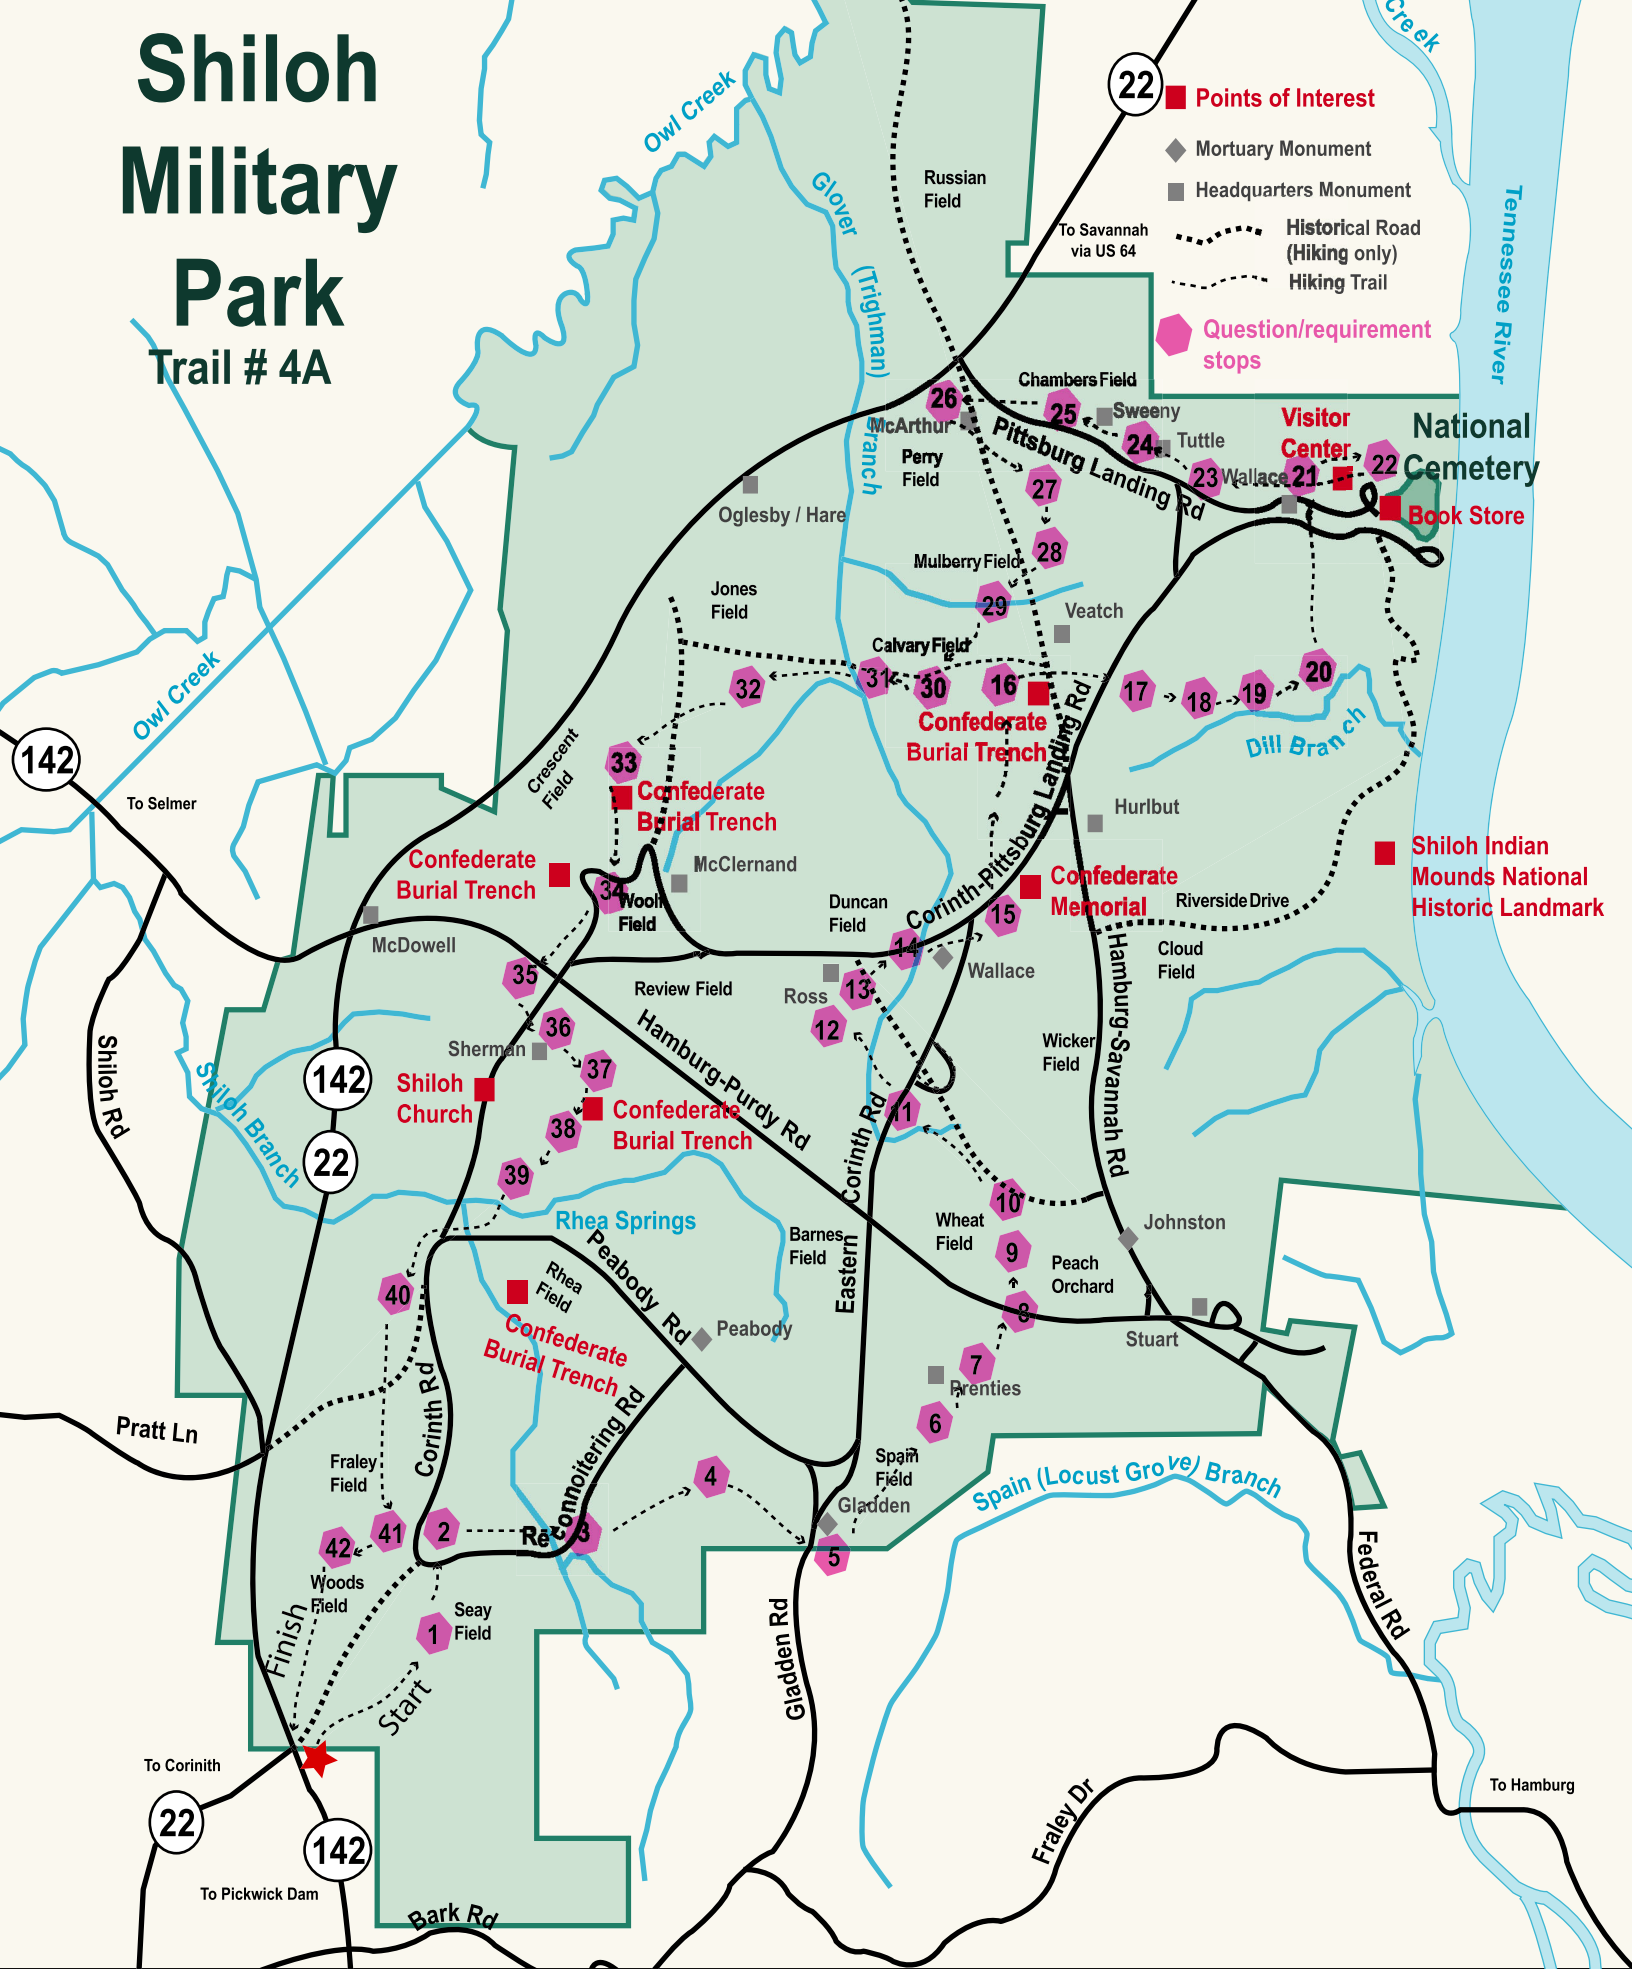 Shiloh
Military
Park
Trail # 4A
Creek
22
Points of Interest
Mortuary Monument
Headquarters Monument
Historical Road
(Hiking only)
Hiking Trail
Question/requirement
stops
Tennessee River
Owl Creek
Glover
(Trighman)
Branch
Russian
Field
To Savannah
via US 64
Chambers Field
26
25
Sweeny
McArthur
Pittsburg Landing Rd
24
Tuttle
Visitor
Center
National
Cemetery
Perry
Field
27
23
Wallace
21
22
Book Store
Oglesby / Hare
28
Mulberry Field
29
Jones
Field
Veatch
Calvary Field
32
31
30
16
17
18
19
20
Confederate
Burial Trench
Dill Branch
Owl Creek
142
To Selmer
Crescent
Field
33
Confederate
Burial Trench
Corinth-Pittsburg Landing Rd
Hurlbut
Confederate
Burial Trench
McClernand
34
Woolf
Field
Duncan
Field
15
Confederate
Memorial
Riverside Drive
Shiloh Indian
Mounds National
Historic Landmark
McDowell
14
Wallace
Cloud
Field
35
Review Field
Ross
13
12
36
Sherman
Hamburg-Purdy Rd
Wicker
Field
Hamburg-Savannah Rd
Shiloh Rd
Shiloh Branch
142
Shiloh
Church
37
Confederate
Burial Trench
38
11
22
39
Eastern Corinth Rd
10
Rhea Springs
Barnes
Field
Wheat
Field
9
Johnston
Peach
Orchard
40
Rhea
Field
Peabody Rd
8
Confederate
Burial Trench
Peabody
Stuart
7
Prenties
6
Pratt Ln
Corinth Rd
Reconnoitering Rd
Fraley
Field
4
Spain
Field
Spain (Locust Grove) Branch
Gladden
42
41
2
3
5
Woods
Field
Federal Rd
Finish
1
Seay
Field
Start
Gladden Rd
To Corinith
22
142
To Pickwick Dam
Bark Rd
Fraley Dr
To Hamburg